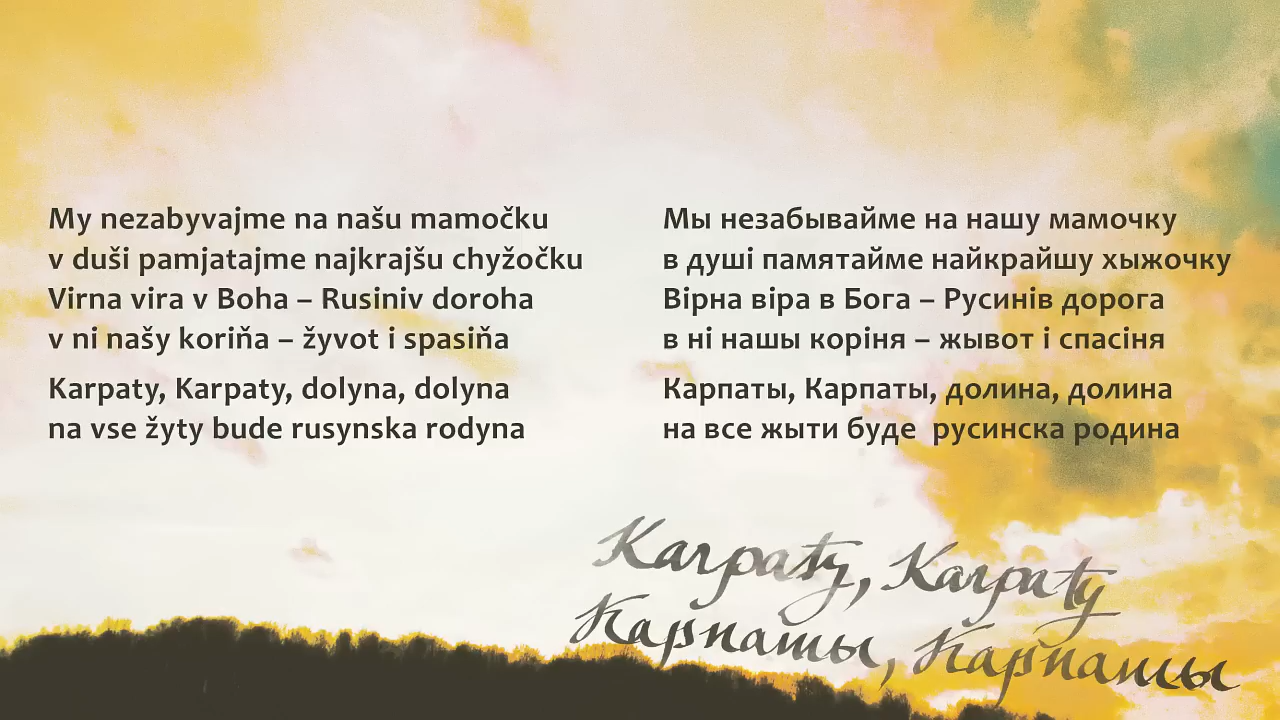 My nezabyvajme na našu mamočku
v duši pamjatajme najkrajšu chyžočku
Virna vira v Boha – Rusiniv doroha
v ni našy koriňa – žyvot i spasiňa
Karpaty, Karpaty, dolyna, dolyna
na vse žyty bude rusynska rodyna
Мы незабывайме на нашу мамочку
в душі памятайме найкрайшу хыжочку
Вірна віра в Бога – Русинів дорога
в ні нашы коріня – жывот і спасіня
Карпаты, Карпаты, долина, долина
на все жыти буде русинска родина
Karpaty, Karpaty
Карпаты, Карпаты